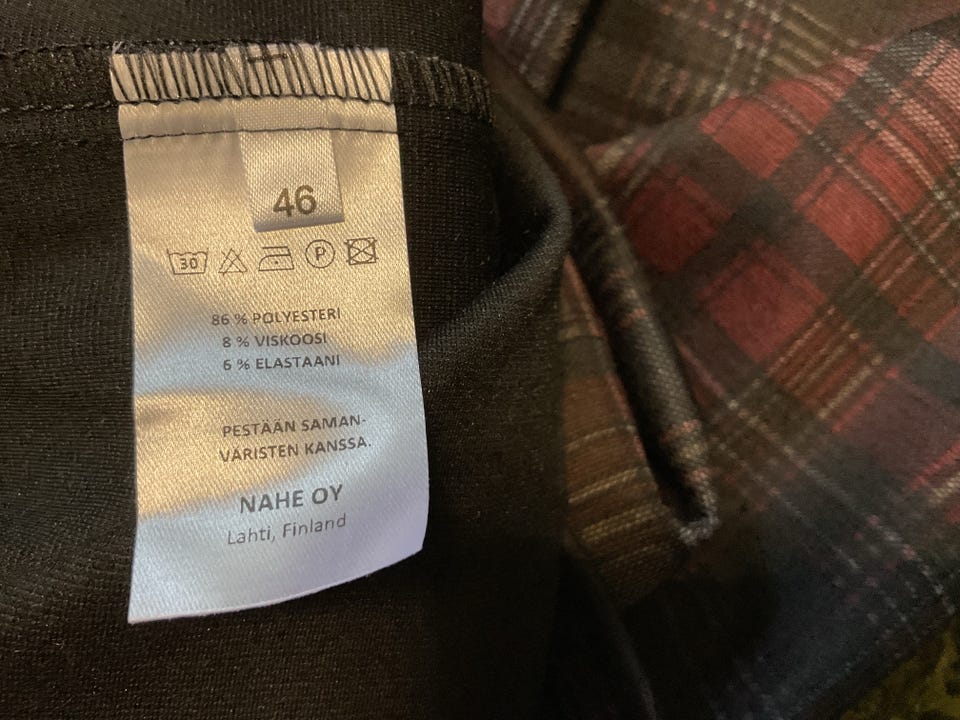 46
30 P
86 % POLYESTERI
8 % VISKOOSI
6 % ELASTAANI
PESTÄÄN SAMAN-
VÄRISTEN KANSSA.
NAHE OY
Lahti, Finland